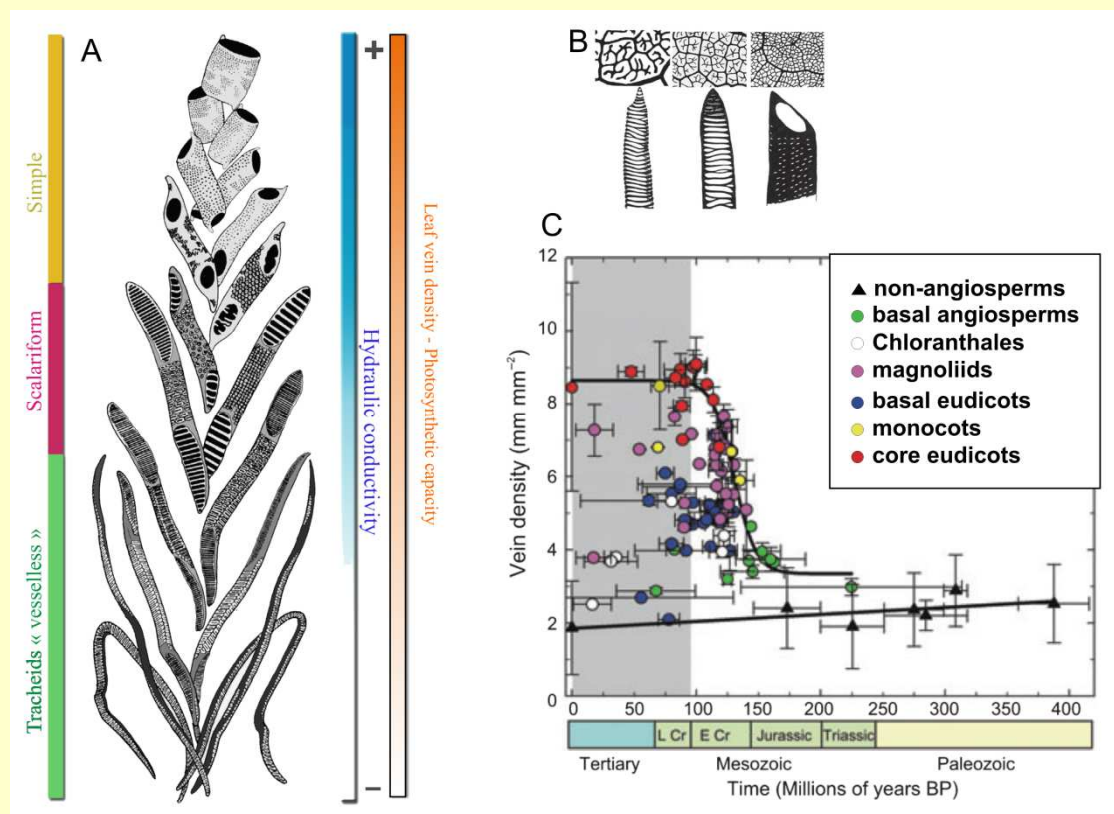 A
Simple
Scalariform
Tracheids « vesselless »
+
−
Hydraulic conductivity
Leaf vein density - Photosynthetic capacity
B
C
12
10
8
6
4
2
0
Vein density (mm mm⁻²)
non-angiosperms
basal angiosperms
Chloranthales
magnoliids
basal eudicots
monocots
core eudicots
0 50 100 150 200 250 300 350 400
L Cr E Cr Jurassic Triassic
Tertiary Mesozoic Paleozoic
Time (Millions of years BP)